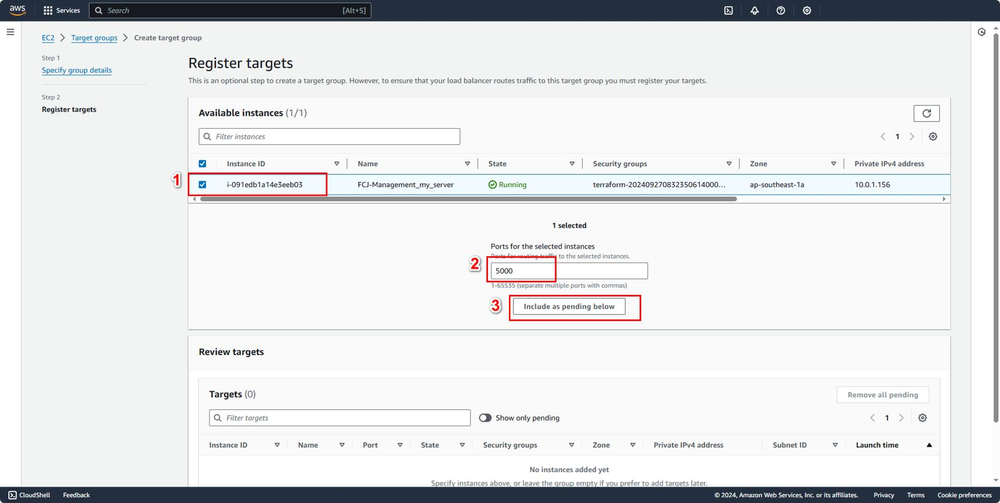 aws
Services
Search
[Alt+S]
EC2 > Target groups > Create target group
Step 1
Specify group details
Step 2
Register targets
Register targets
This is an optional step to create a target group. However, to ensure that your load balancer routes traffic to this target group you must register your targets.
Available instances (1/1)
Filter instances
1
Instance ID
Name
State
Security groups
Zone
Private IPv4 address
1
i-091edb1a14e3eeb03
FCJ-Management_my_server
Running
terraform-202409270832350614000...
ap-southeast-1a
10.0.1.156
1 selected
Ports for the selected instances
Ports for routing traffic to the selected instances.
2
5000
1-65535 (separate multiple ports with commas)
3
Include as pending below
Review targets
Targets (0)
Remove all pending
Filter targets
Show only pending
1
Instance ID
Name
Port
State
Security groups
Zone
Private IPv4 address
Subnet ID
Launch time
No instances added yet
Specify instances above, or leave the group empty if you prefer to add targets later.
CloudShell
Feedback
© 2024, Amazon Web Services, Inc. or its affiliates.
Privacy
Terms
Cookie preferences